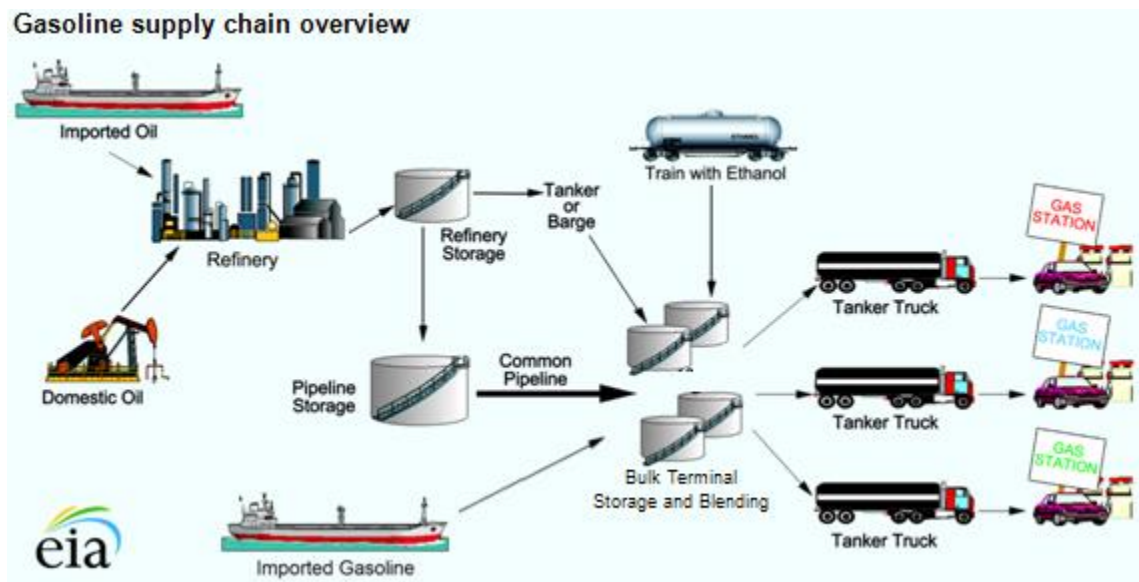 Gasoline supply chain overview
Imported Oil
Refinery
Domestic Oil
Refinery
Storage
Tanker
or
Barge
ETHANOL
Train with Ethanol
Pipeline
Storage
Common
Pipeline
Bulk Terminal
Storage and Blending
Imported Gasoline
Tanker Truck
GAS
STATION
Tanker Truck
GAS
STATION
Tanker Truck
GAS
STATION
eia